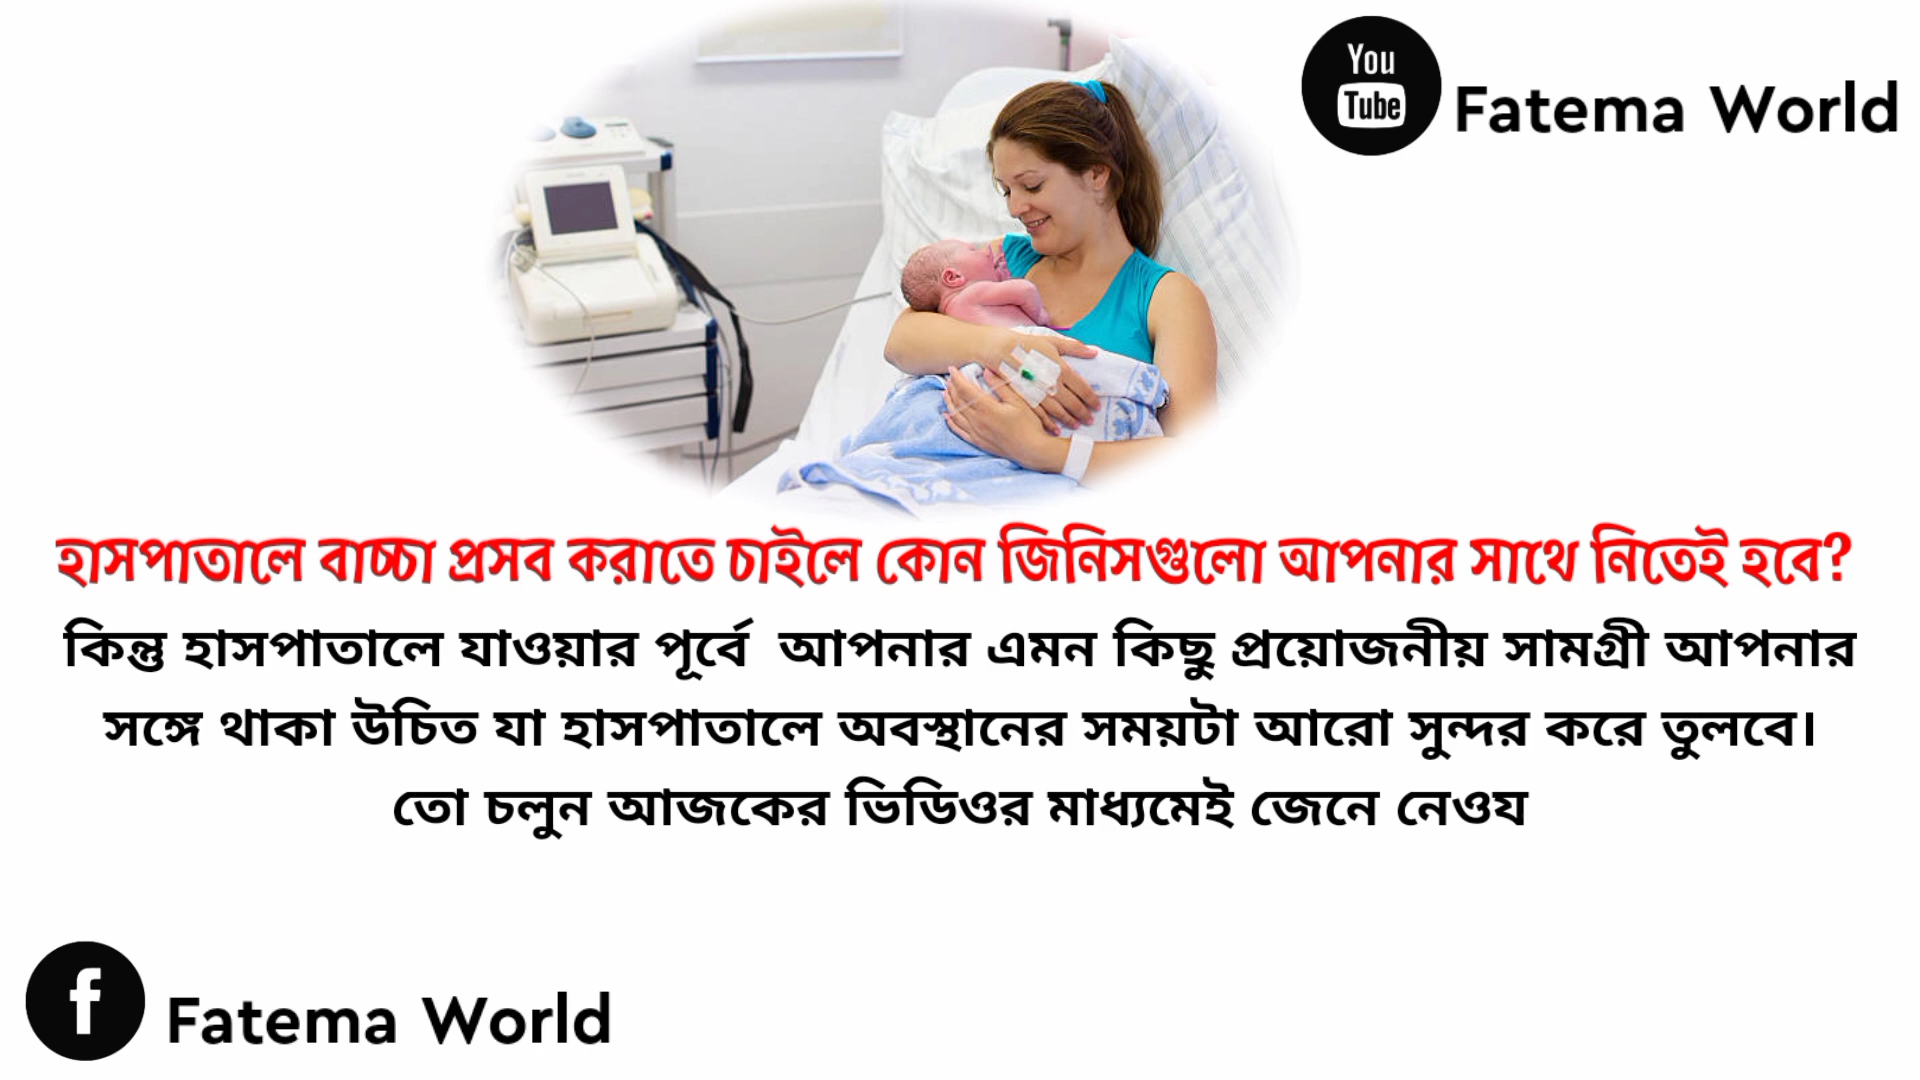 You
Tube
Fatema World
হাসপাতালে বাচ্চা প্রসব করাতে চাইলে কোন জিনিসগুলো আপনার সাথে নিতেই হবে?
কিন্তু হাসপাতালে যাওয়ার পূর্বে আপনার এমন কিছু প্রয়োজনীয় সামগ্রী আপনার
সঙ্গে থাকা উচিত যা হাসপাতালে অবস্থানের সময়টা আরো সুন্দর করে তুলবে।
তো চলুন আজকের ভিডিওর মাধ্যমেই জেনে নেওয
f Fatema World